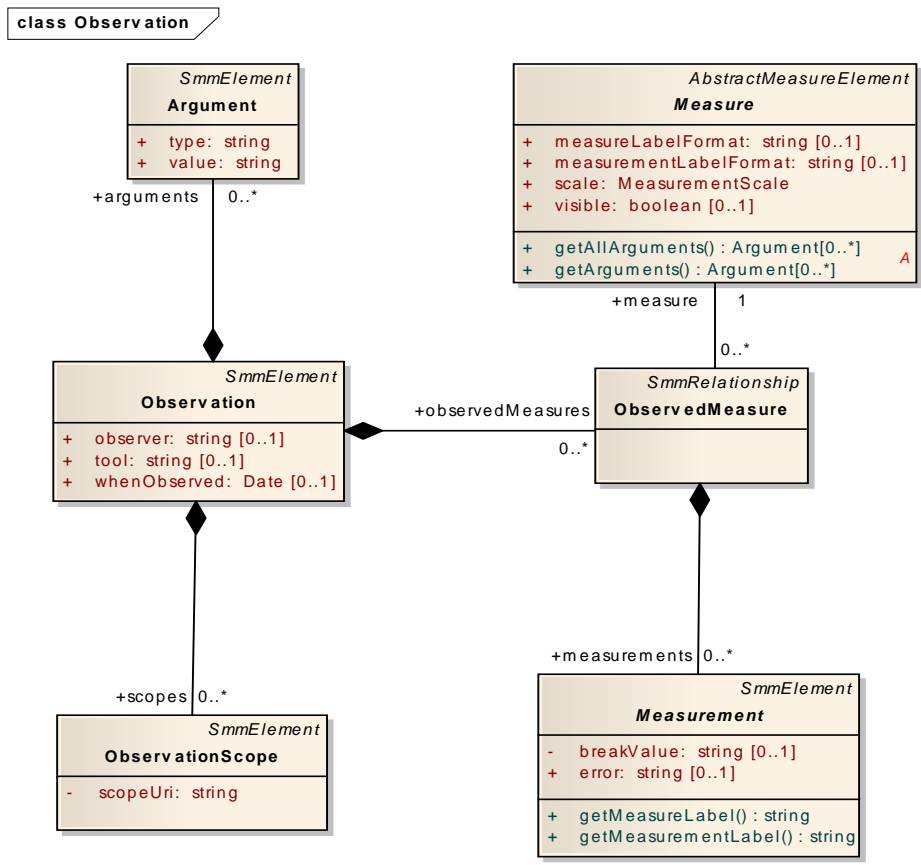 class Observation
SmmElement
Argument
+ type: string
+ value: string
+arguments 0..*
AbstractMeasureElement
Measure
+ measureLabelFormat: string [0..1]
+ measurementLabelFormat: string [0..1]
+ scale: MeasurementScale
+ visible: boolean [0..1]
+ getAllArguments() : Argument[0..*]
+ getArguments() : Argument[0..*]
A
+measure 1
0..*
SmmElement
Observation
+ observer: string [0..1]
+ tool: string [0..1]
+ whenObserved: Date [0..1]
+observedMeasures
0..*
SmmRelationship
ObservedMeasure
+scopes 0..*
SmmElement
ObservationScope
- scopeUri: string
+measurements 0..*
SmmElement
Measurement
- breakValue: string [0..1]
+ error: string [0..1]
+ getMeasureLabel() : string
+ getMeasurementLabel() : string